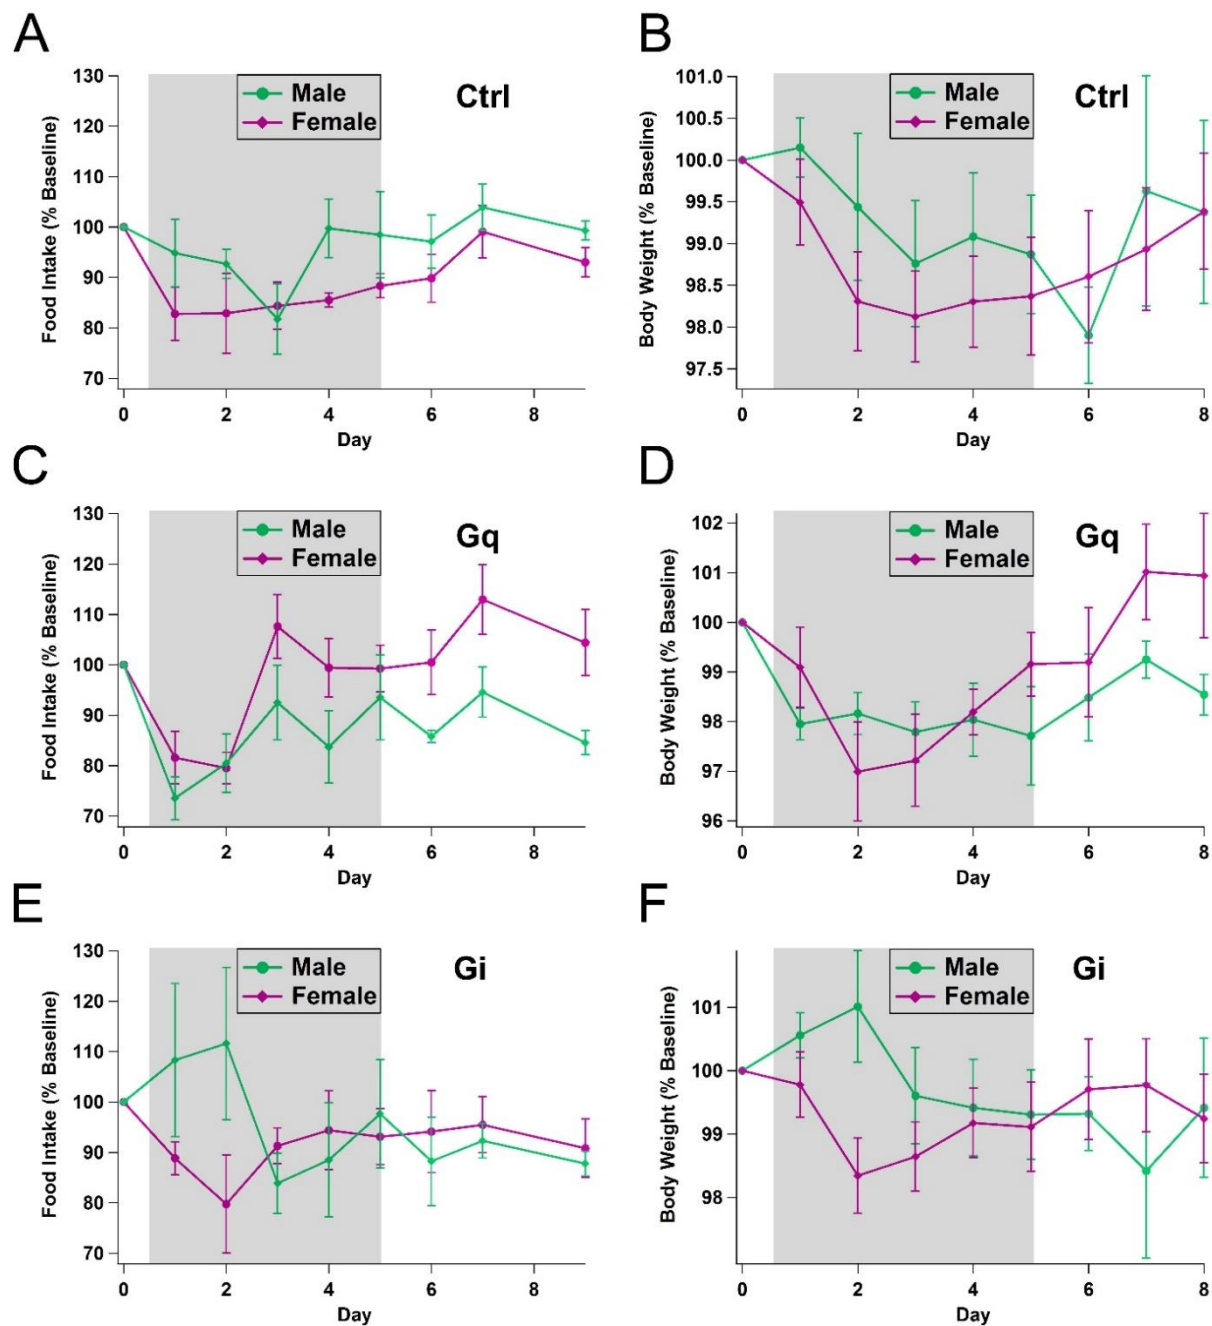 A
Food Intake (% Baseline)
130
120
110
100
90
80
70
Male
Female
Ctrl
0 2 4 6 8
Day
B
Body Weight (% Baseline)
101.0
100.5
100.0
99.5
99.0
98.5
98.0
97.5
Male
Female
Ctrl
0 2 4 6 8
Day
C
Food Intake (% Baseline)
130
120
110
100
90
80
70
Male
Female
Gq
0 2 4 6 8
Day
D
Body Weight (% Baseline)
102
101
100
99
98
97
96
Male
Female
Gq
0 2 4 6 8
Day
E
Food Intake (% Baseline)
130
120
110
100
90
80
70
Male
Female
Gi
0 2 4 6 8
Day
F
Body Weight (% Baseline)
101
100
99
98
Male
Female
Gi
0 2 4 6 8
Day